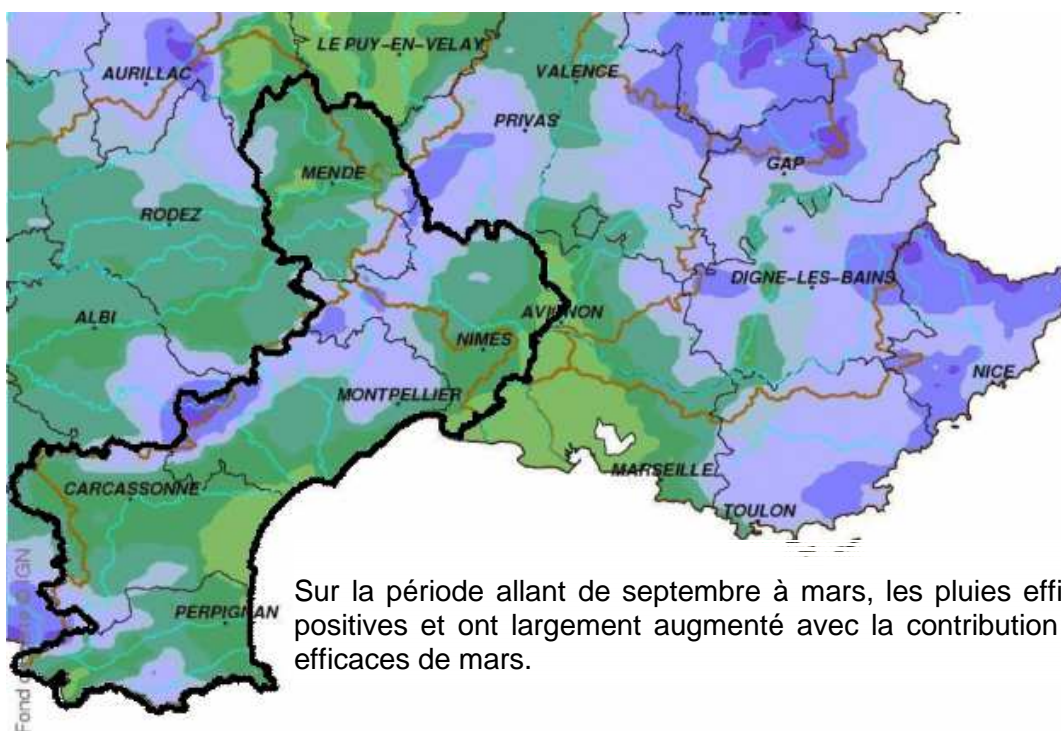 LE PUY-EN-VELAY
AURILLAC
VALENCE
PRIVAS
MENDE
GAP
RODEZ
DIGNE-LES-BAINS
ALBI
AVIGNON
NIMES
NICE
MONTPELLIER
MARSEILLE
CARCASSONNE
TOULON
PERPIGNAN
Sur la période allant de septembre à mars, les pluies effi
positives et ont largement augmenté avec la contribution
efficaces de mars.
Fond IGN